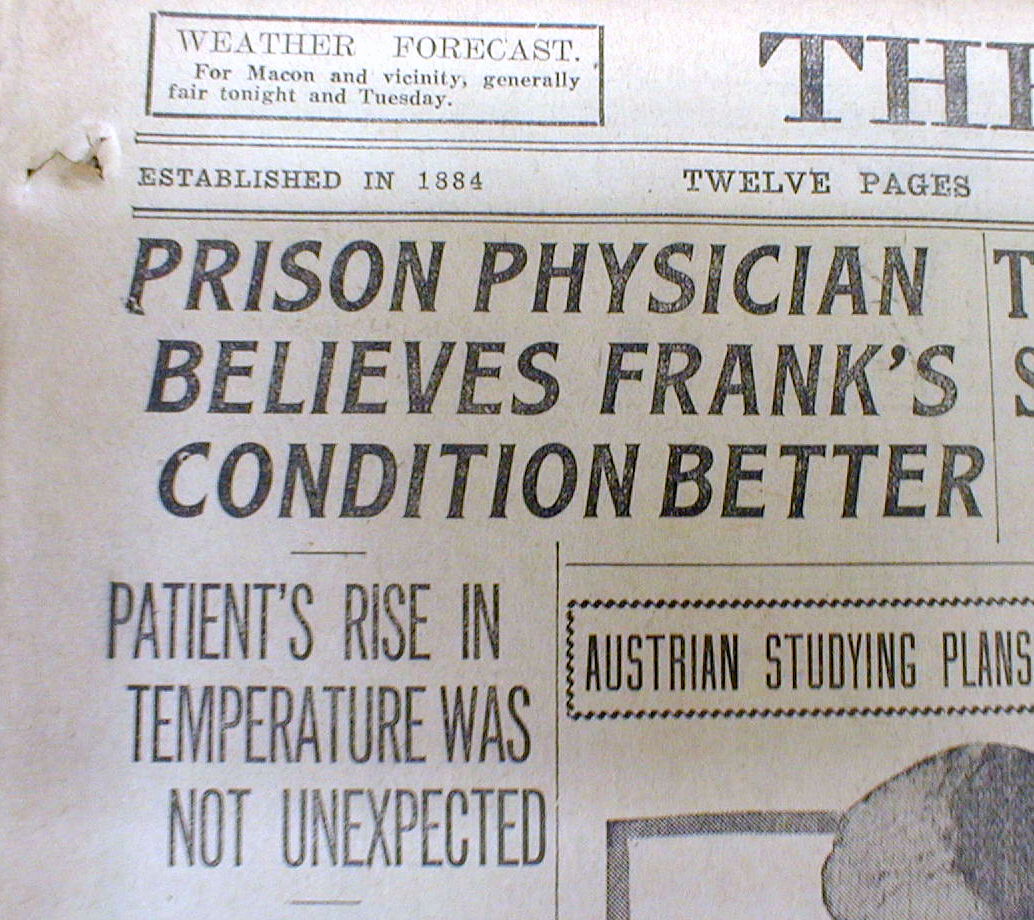 WEATHER FORECAST.
For Macon and vicinity, generally
fair tonight and Tuesday.
TH
ESTABLISHED IN 1884
TWELVE PAGES
PRISON PHYSICIAN
BELIEVES FRANK'S
CONDITION BETTER
T
S
PATIENT'S RISE IN
TEMPERATURE WAS
NOT UNEXPECTED
AUSTRIAN STUDYING PLANS